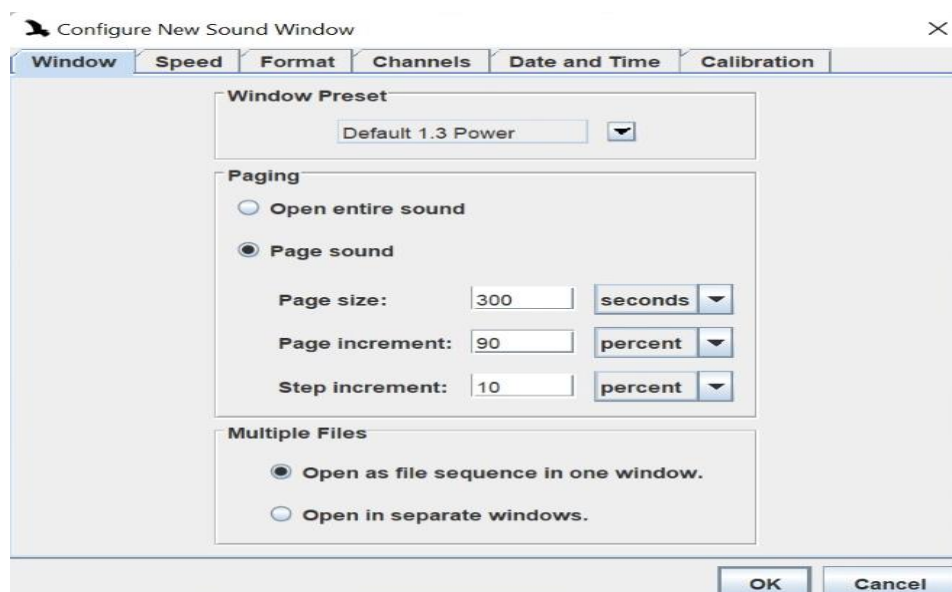 Configure New Sound Window
Window Speed Format Channels Date and Time Calibration
Window Preset
Default 1.3 Power
Paging
Open entire sound
Page sound
Page size: 300 seconds
Page increment: 90 percent
Step increment: 10 percent
Multiple Files
Open as file sequence in one window.
Open in separate windows.
OK Cancel